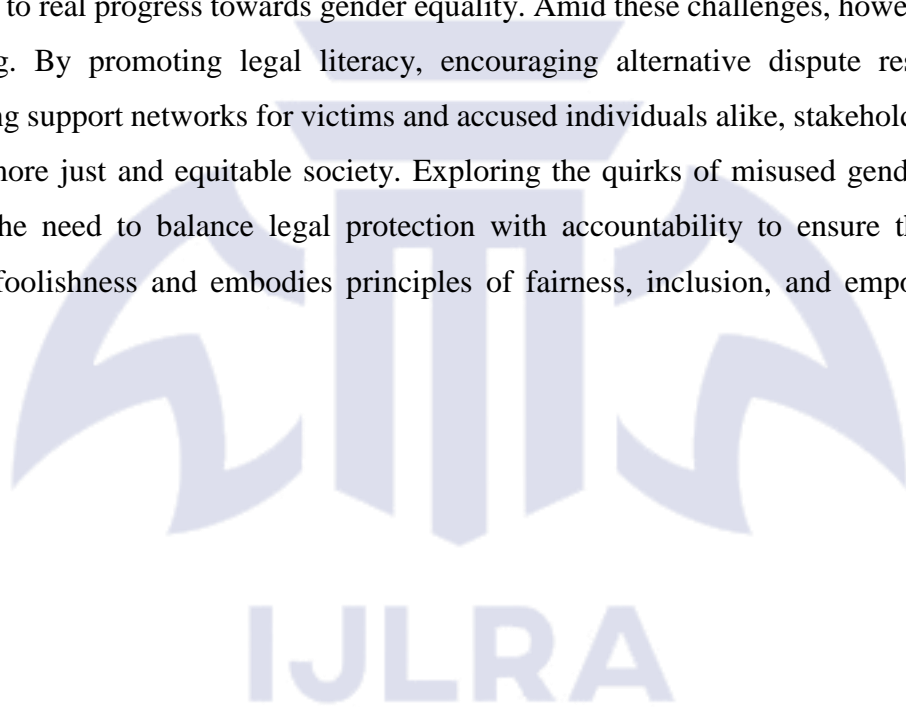 to real progress towards gender equality. Amid these challenges, howe
g. By promoting legal literacy, encouraging alternative dispute res
ng support networks for victims and accused individuals alike, stakehold
more just and equitable society. Exploring the quirks of misused gend
he need to balance legal protection with accountability to ensure th
foolishness and embodies principles of fairness, inclusion, and empo
IJLRA